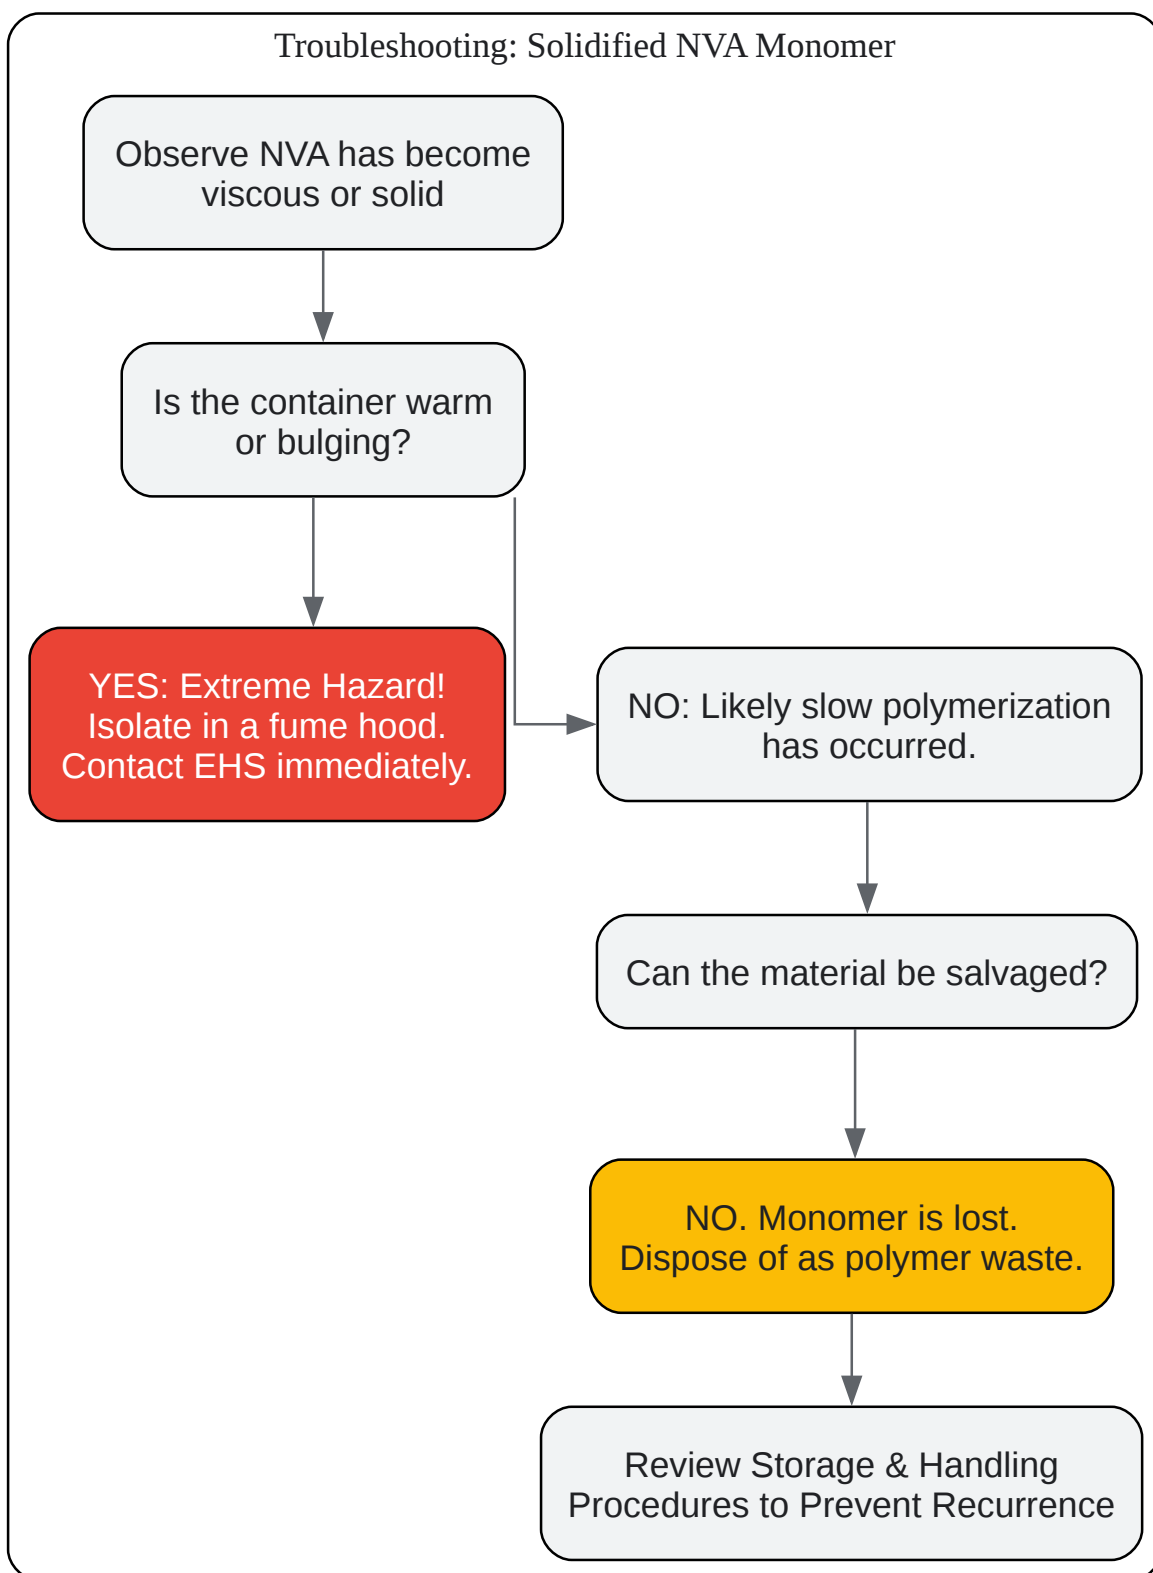 Troubleshooting: Solidified NVA Monomer
Observe NVA has become
viscous or solid
Is the container warm
or bulging?
YES: Extreme Hazard!
Isolate in a fume hood.
Contact EHS immediately.
NO: Likely slow polymerization
has occurred.
Can the material be salvaged?
NO. Monomer is lost.
Dispose of as polymer waste.
Review Storage & Handling
Procedures to Prevent Recurrence